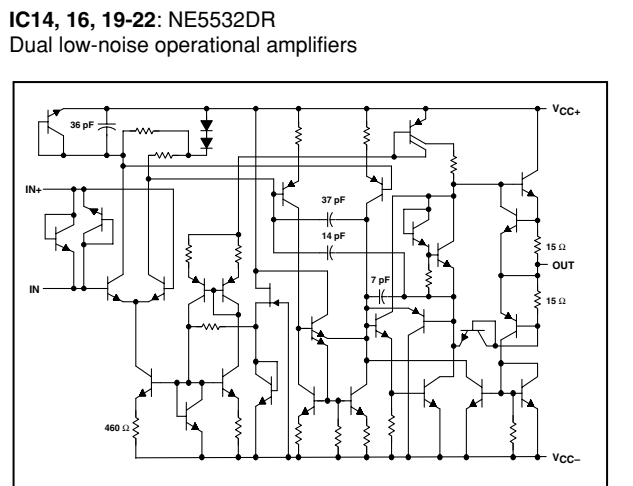 IC14, 16, 19-22: NE5532DR
Dual low-noise operational amplifiers
VCC+
36 pF
IN+
37 pF
14 pF
15 Ω
OUT
7 pF
IN
15 Ω
460 Ω
VCC–